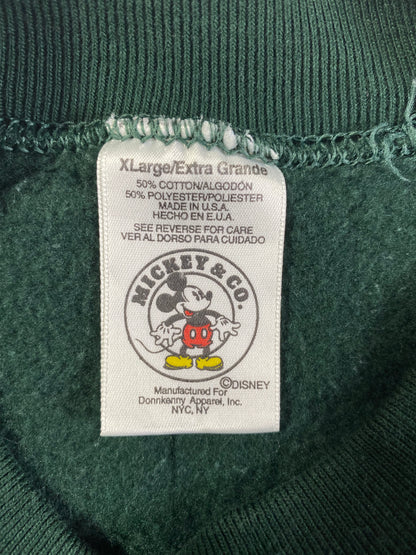 XLarge/Extra Grande
50% COTTON/ALGODÓN
50% POLYESTER/POLIESTER
MADE IN U.S.A.
HECHO EN E.U.A.
SEE REVERSE FOR CARE
VER AL DORSO PARA CUIDADO
MICKEY & CO.
©DISNEY
Manufactured For
Donnkenny Apparel, Inc.
NYC, NY